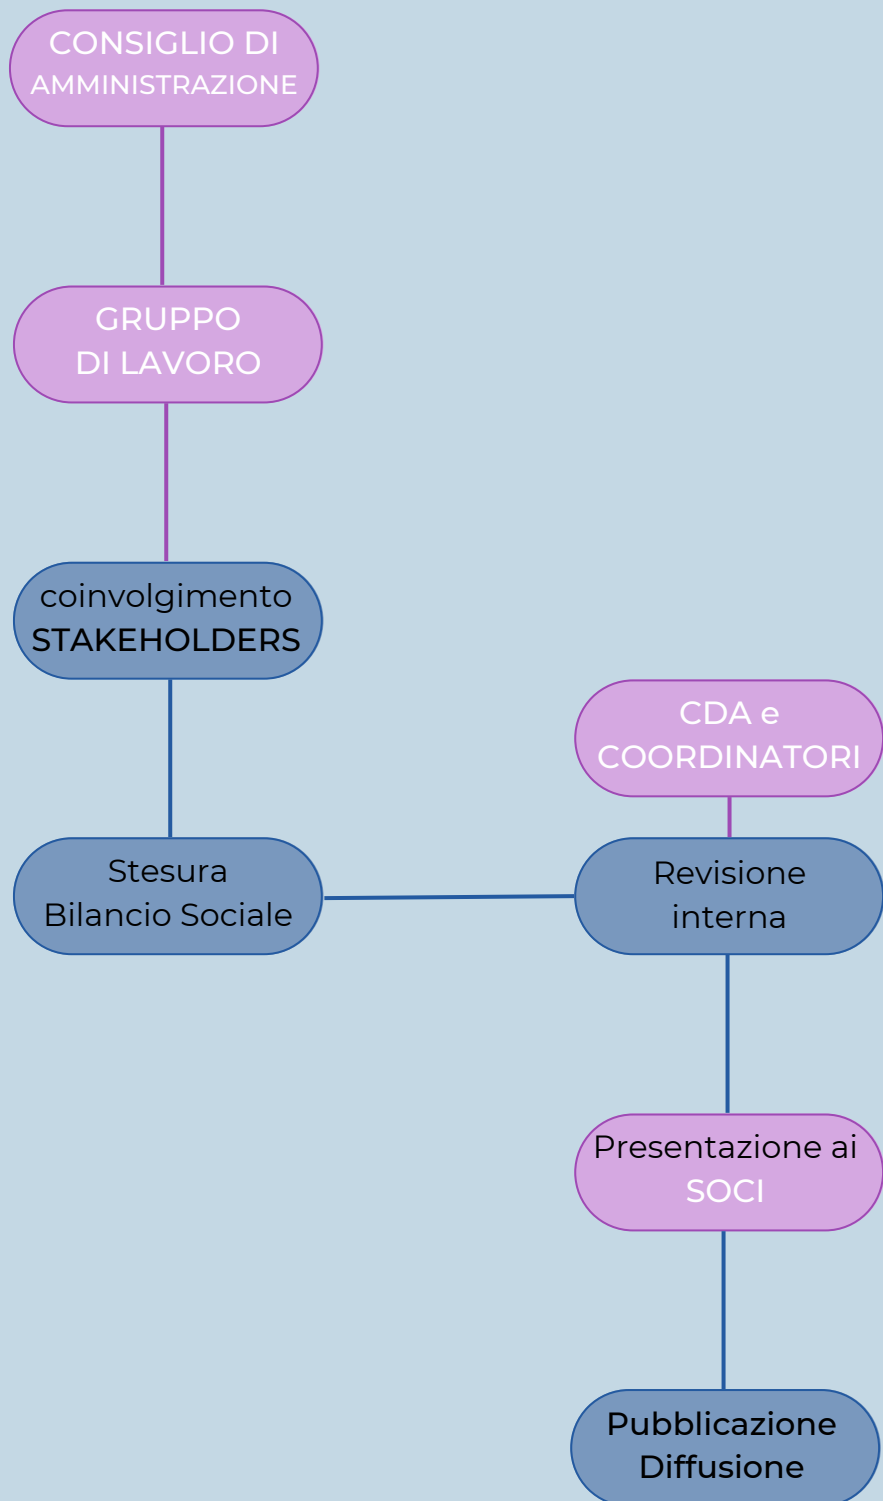 CONSIGLIO DI
AMMINISTRAZIONE
GRUPPO
DI LAVORO
coinvolgimento
STAKEHOLDERS
Stesura
Bilancio Sociale
CDA e
COORDINATORI
Revisione
interna
Presentazione ai
SOCI
Pubblicazione
Diffusione